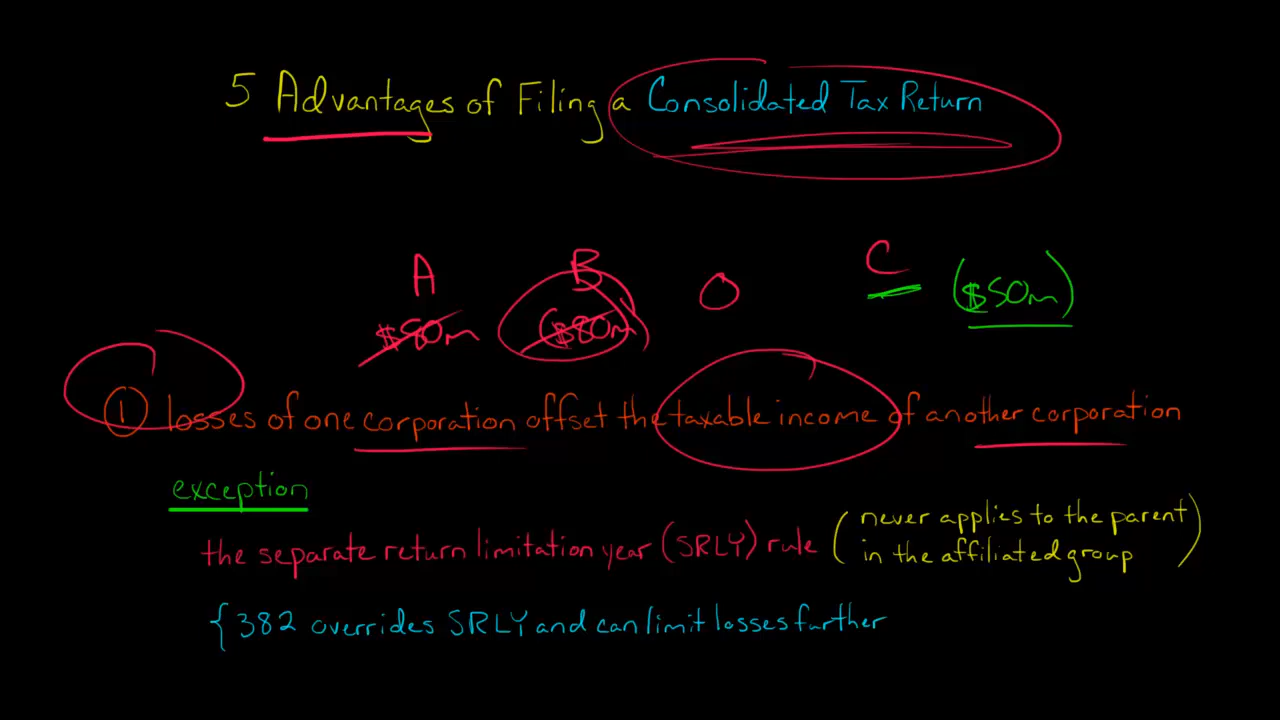 5 Advantages of Filing a Consolidated Tax Return
A B C ($50m)
$80m ($80m) 0
① losses of one corporation offset the taxable income of another corporation
exception
the separate return limitation year (SRLY) rule (never applies to the parent
in the affiliated group)
{382 overrides SRLY and can limit losses further